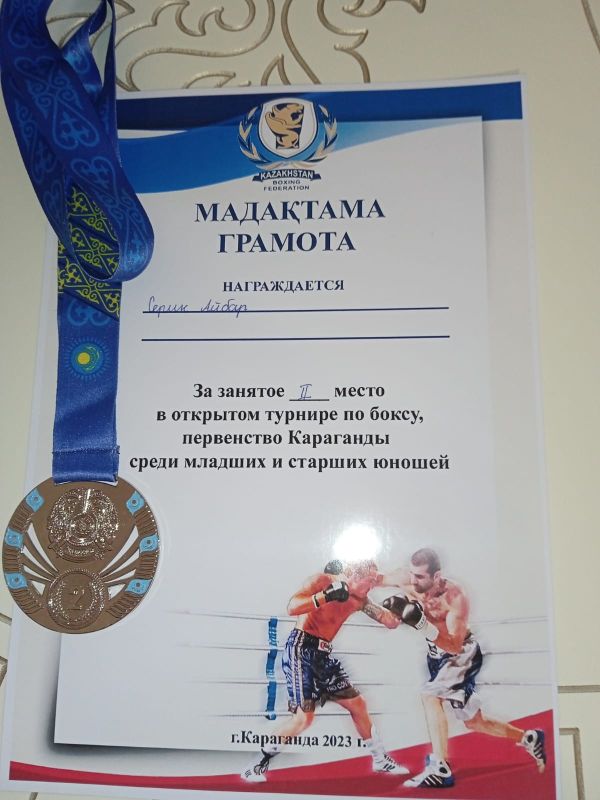 KAZAKHSTAN
BOXING
FEDERATION
МАДАҚТАМА
ГРАМОТА
НАГРАЖДАЕТСЯ
Серик Айбар
За занятое II место
в открытом турнире по боксу,
первенство Караганды
среди младших и старших юношей
2
г.Караганда 2023 г.